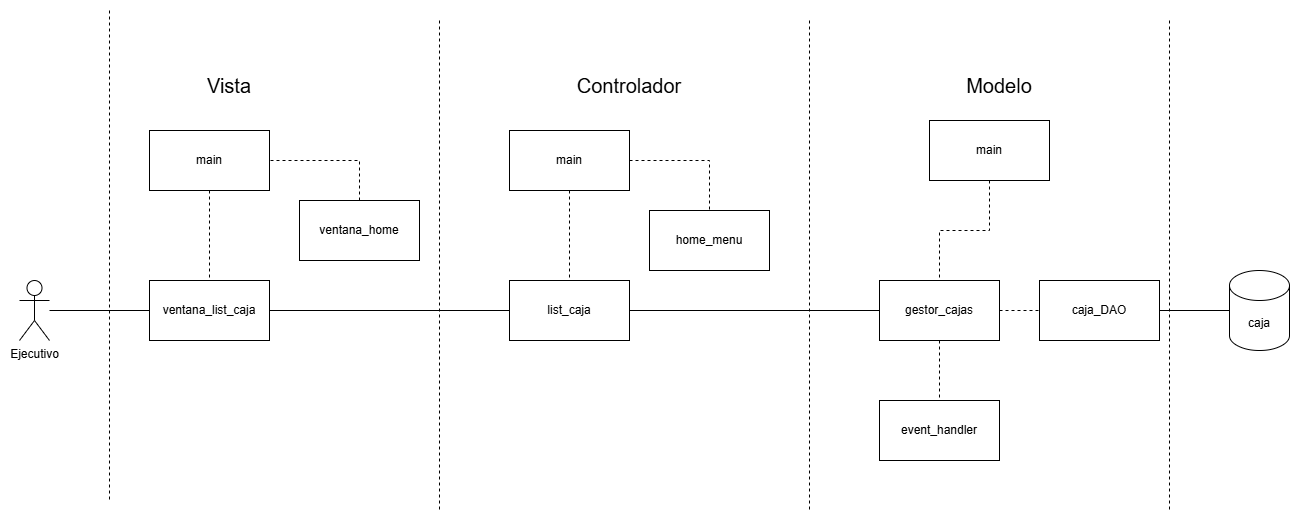 Vista
Controlador
Modelo
main
main
main
ventana_home
home_menu
ventana_list_caja
list_caja
gestor_cajas
caja_DAO
caja
Ejecutivo
event_handler